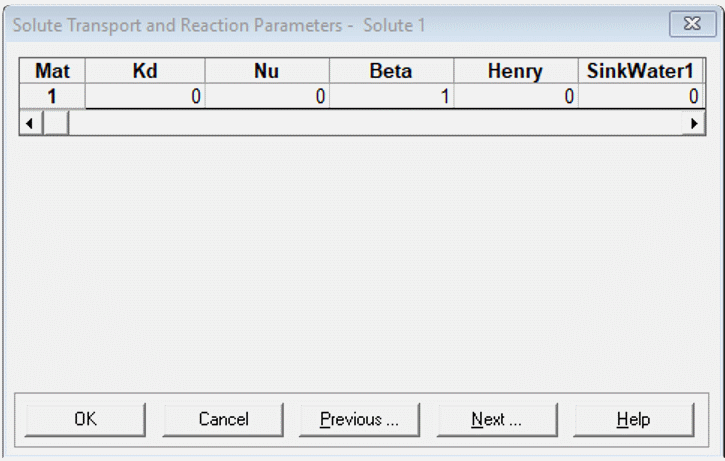 Solute Transport and Reaction Parameters - Solute 1
Mat Kd Nu Beta Henry SinkWater1
1 0 0 1 0 0
OK Cancel Previous ... Next ... Help